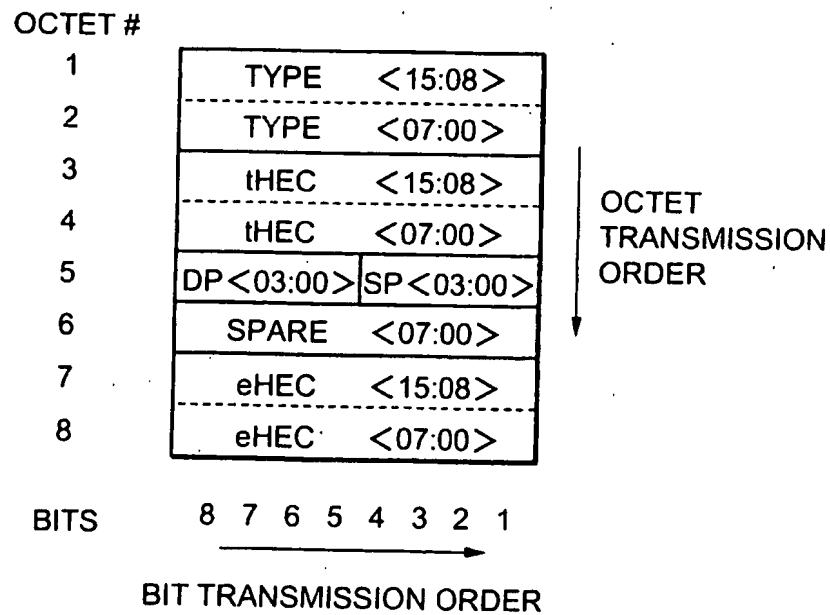 OCTET #
1 TYPE <15:08>
2 TYPE <07:00>
3 tHEC <15:08>
4 tHEC <07:00>
5 DP<03:00> SP<03:00>
6 SPARE <07:00>
7 eHEC <15:08>
8 eHEC <07:00>
OCTET
TRANSMISSION
ORDER
BITS 8 7 6 5 4 3 2 1
BIT TRANSMISSION ORDER